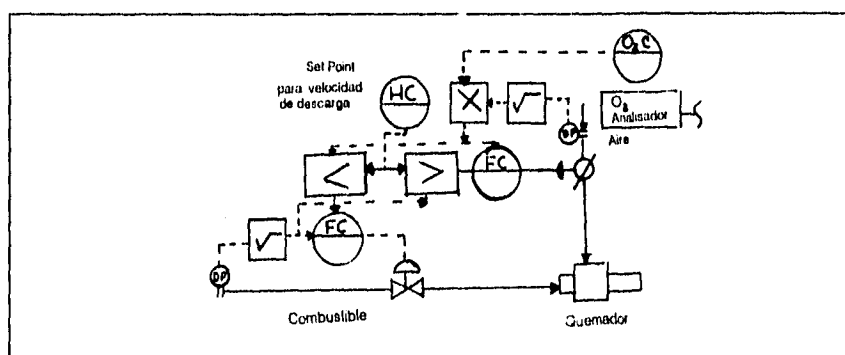 O₂C
Set Point
para velocidad
de descarga
HC
X
√
O₂
Analisador
DP
Aire
<
>
FC
√
FC
DP
Combustible
Quemador